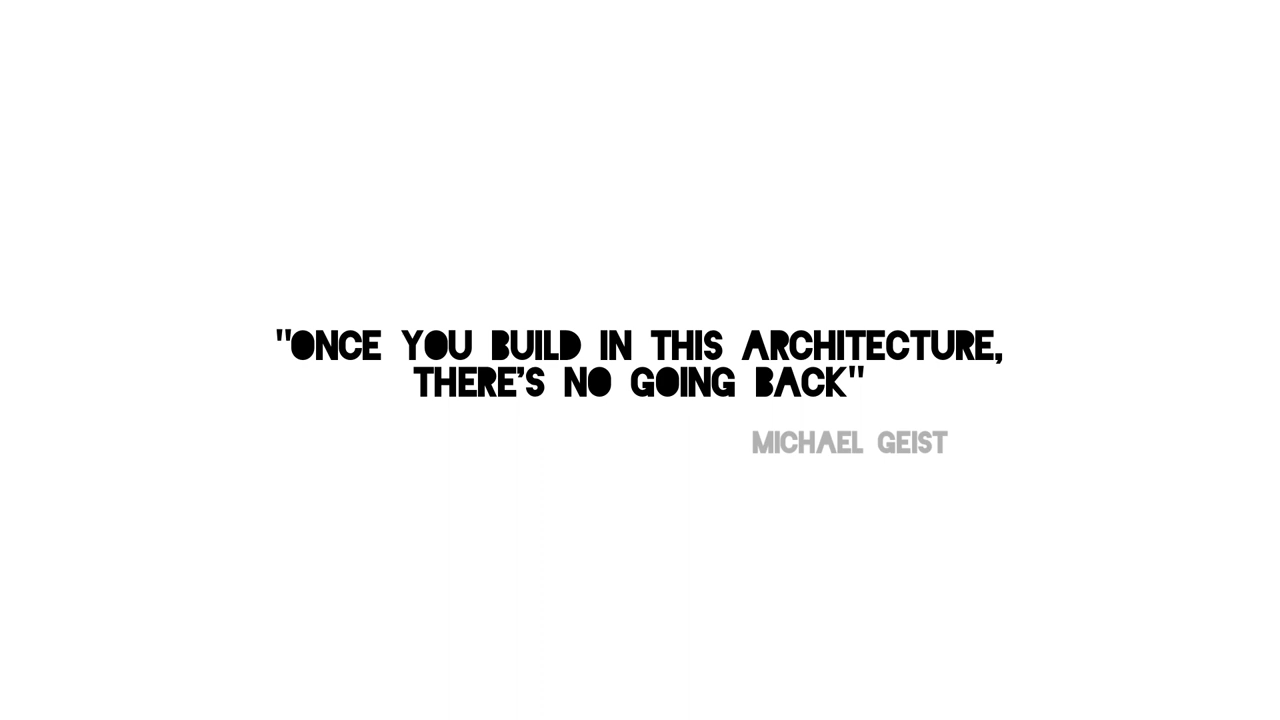 "ONCE YOU BUILD IN THIS ARCHITECTURE,
THERE'S NO GOING BACK"
MICHAEL GEIST